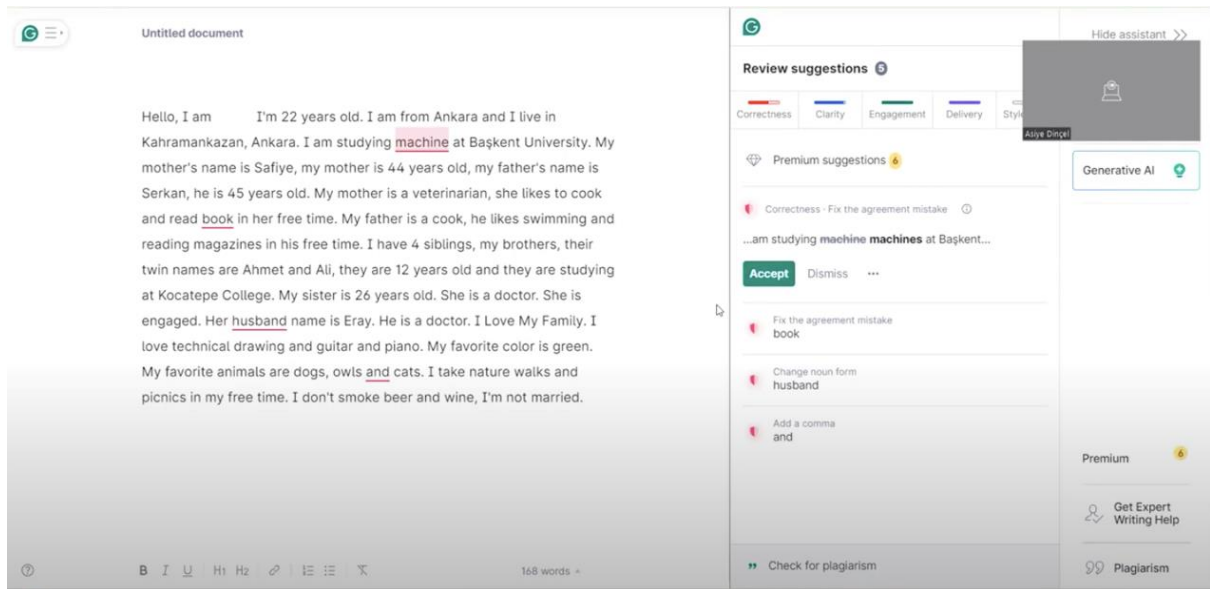 Untitled document
Hello, I am I'm 22 years old. I am from Ankara and I live in
Kahramankazan, Ankara. I am studying machine at Başkent University. My
mother's name is Safiye, my mother is 44 years old, my father's name is
Serkan, he is 45 years old. My mother is a veterinarian, she likes to cook
and read book in her free time. My father is a cook, he likes swimming and
reading magazines in his free time. I have 4 siblings, my brothers, their
twin names are Ahmet and Ali, they are 12 years old and they are studying
at Kocatepe College. My sister is 26 years old. She is a doctor. She is
engaged. Her husband name is Eray. He is a doctor. I Love My Family. I
love technical drawing and guitar and piano. My favorite color is green.
My favorite animals are dogs, owls and cats. I take nature walks and
picnics in my free time. I don't smoke beer and wine, I'm not married.
B I U H1 H2
168 words
Review suggestions 5
Correctness Clarity Engagement Delivery Style
Premium suggestions 6
Correctness · Fix the agreement mistake
...am studying machine machines at Başkent...
Accept Dismiss ...
Fix the agreement mistake
book
Change noun form
husband
Add a comma
and
Check for plagiarism
Hide assistant
Asiye Dinçel
Generative AI
Premium 6
Get Expert
Writing Help
Plagiarism